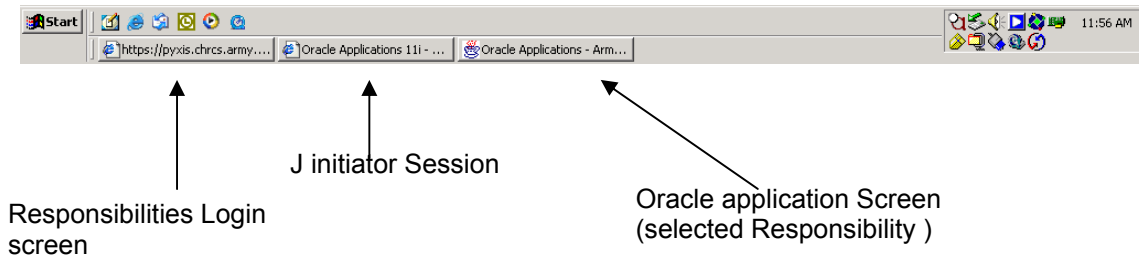 Start
11:56 AM
https://pyxis.chrcs.army....
Oracle Applications 11i - ...
Oracle Applications - Arm...
J initiator Session
Responsibilities Login
screen
Oracle application Screen
(selected Responsibility )